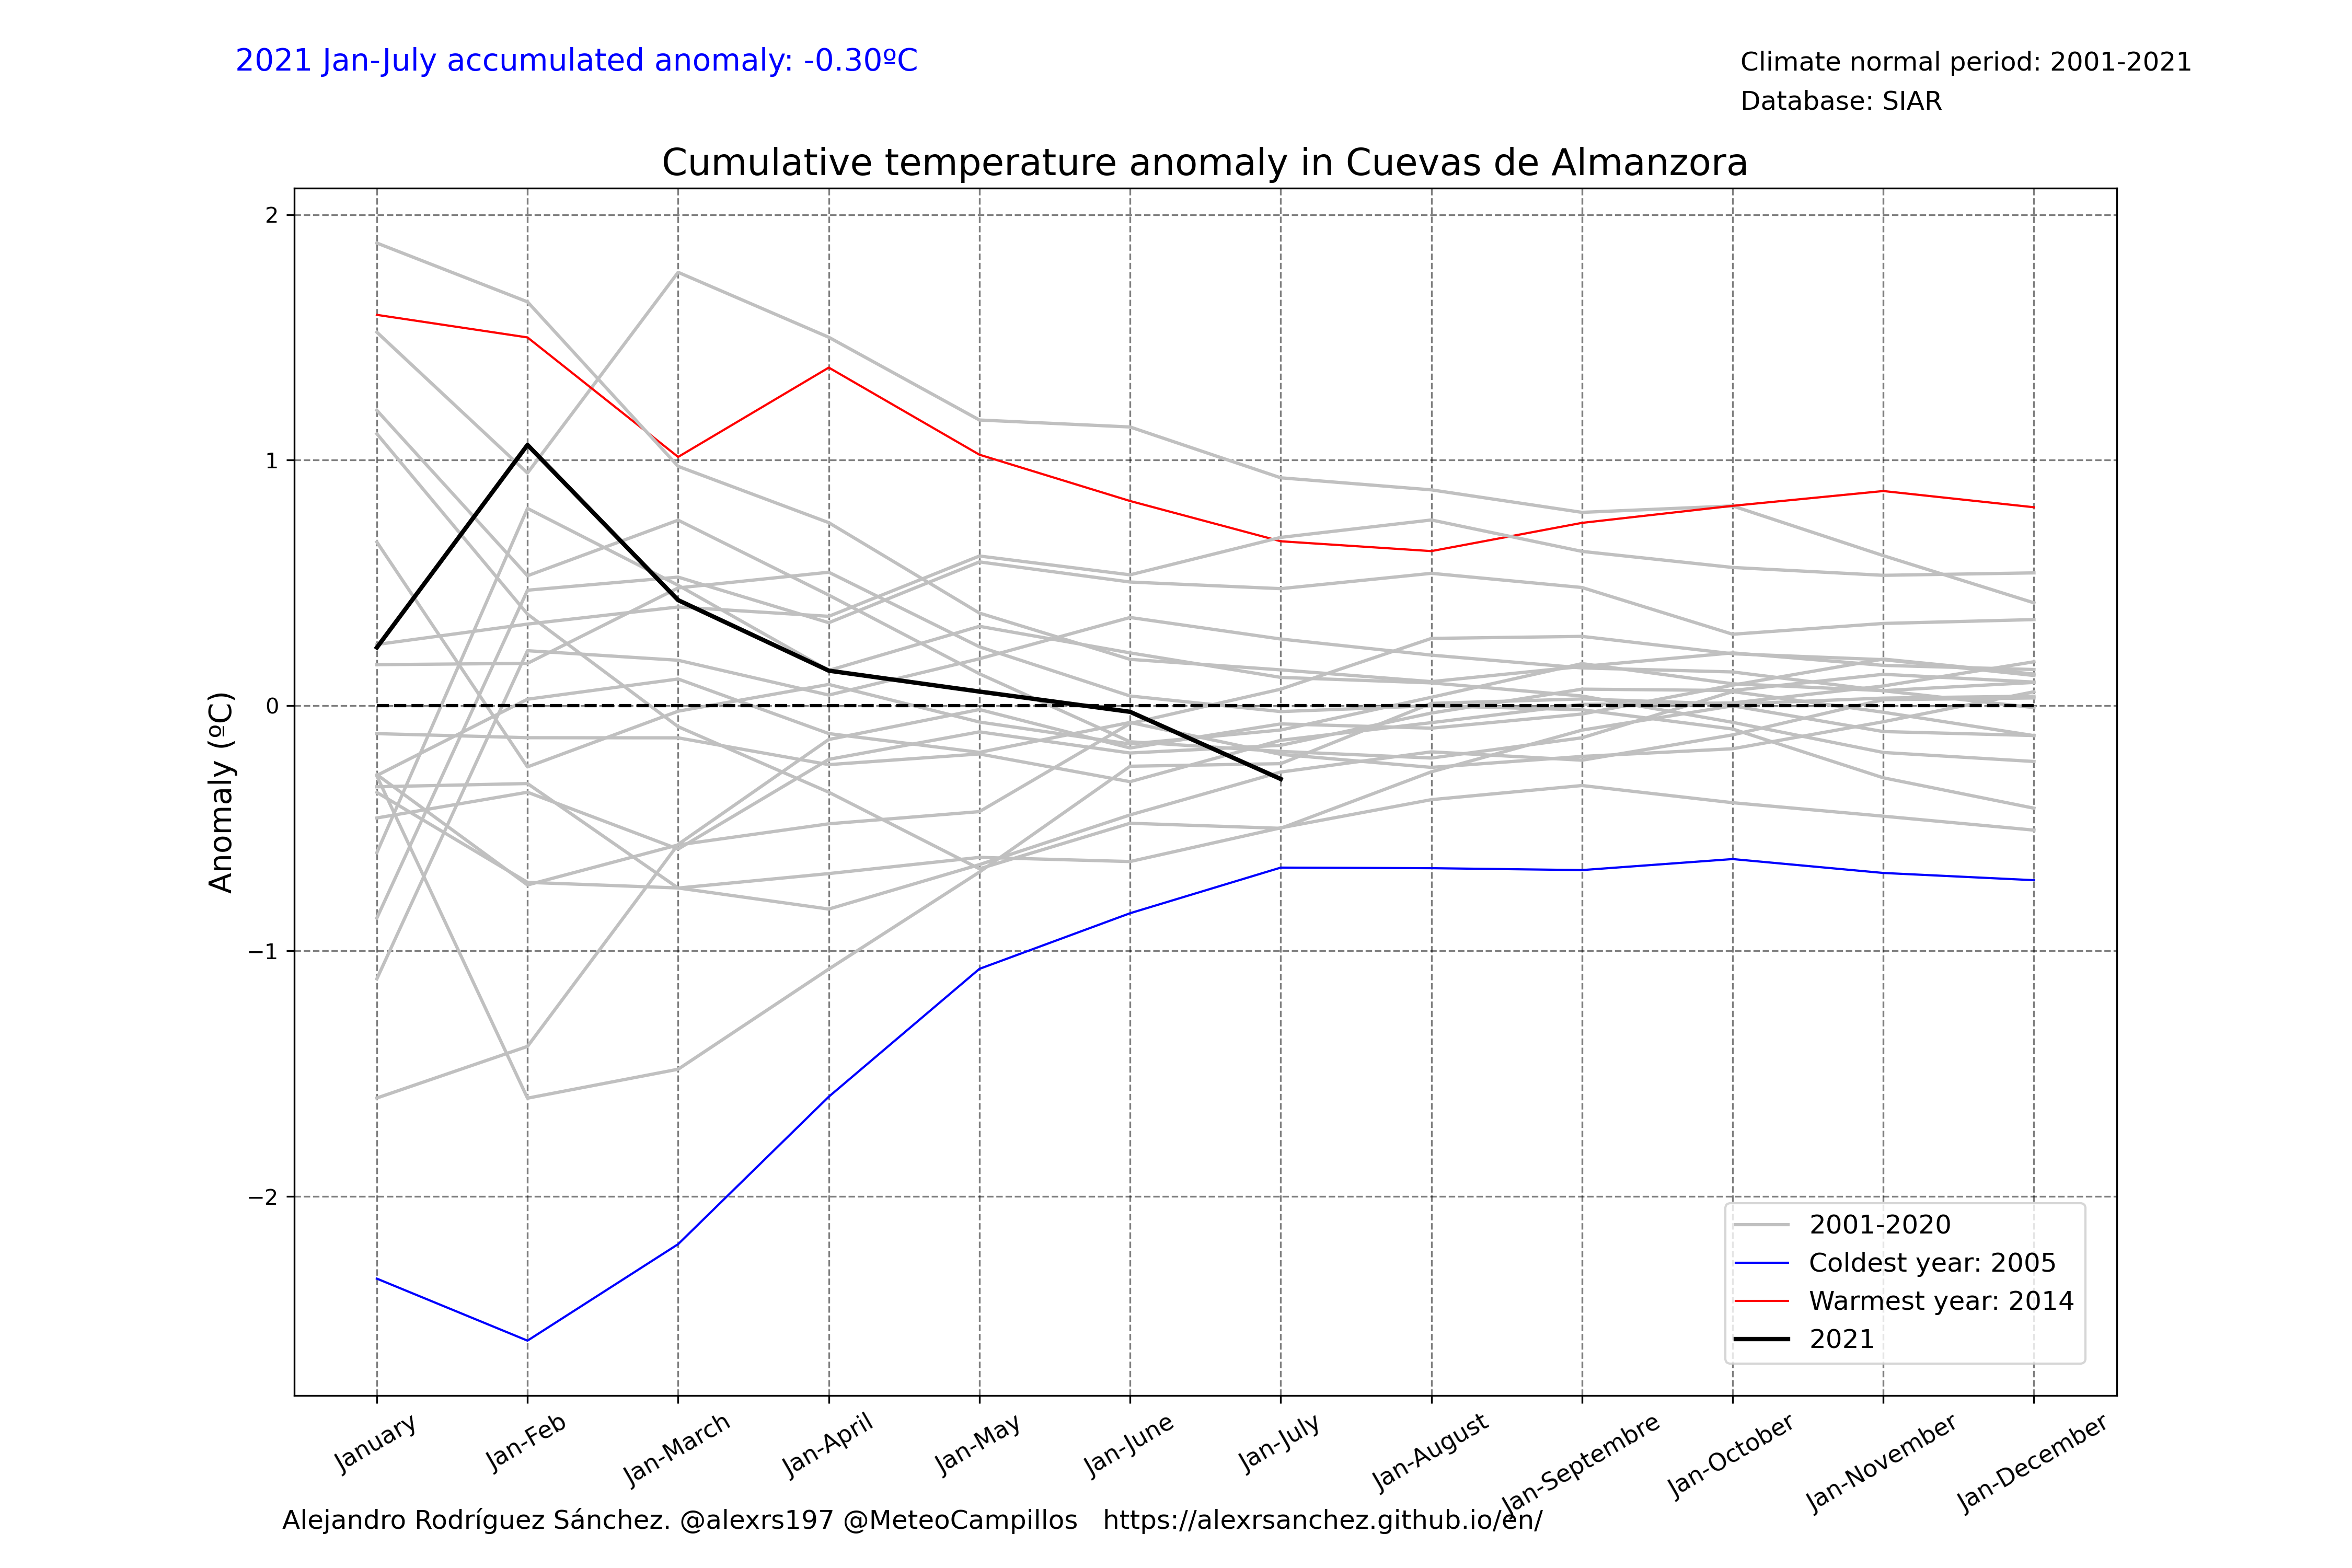 2021 Jan-July accumulated anomaly: -0.30ºC
Climate normal period: 2001-2021
Database: SIAR
Cumulative temperature anomaly in Cuevas de Almanzora
Anomaly (ºC)
2
1
0
−1
−2
2001-2020
Coldest year: 2005
Warmest year: 2014
2021
January
Jan-Feb
Jan-March
Jan-April
Jan-May
Jan-June
Jan-July
Jan-August
Jan-Septembre
Jan-October
Jan-November
Jan-December
Alejandro Rodríguez Sánchez. @alexrs197 @MeteoCampillos   https://alexrsanchez.github.io/en/